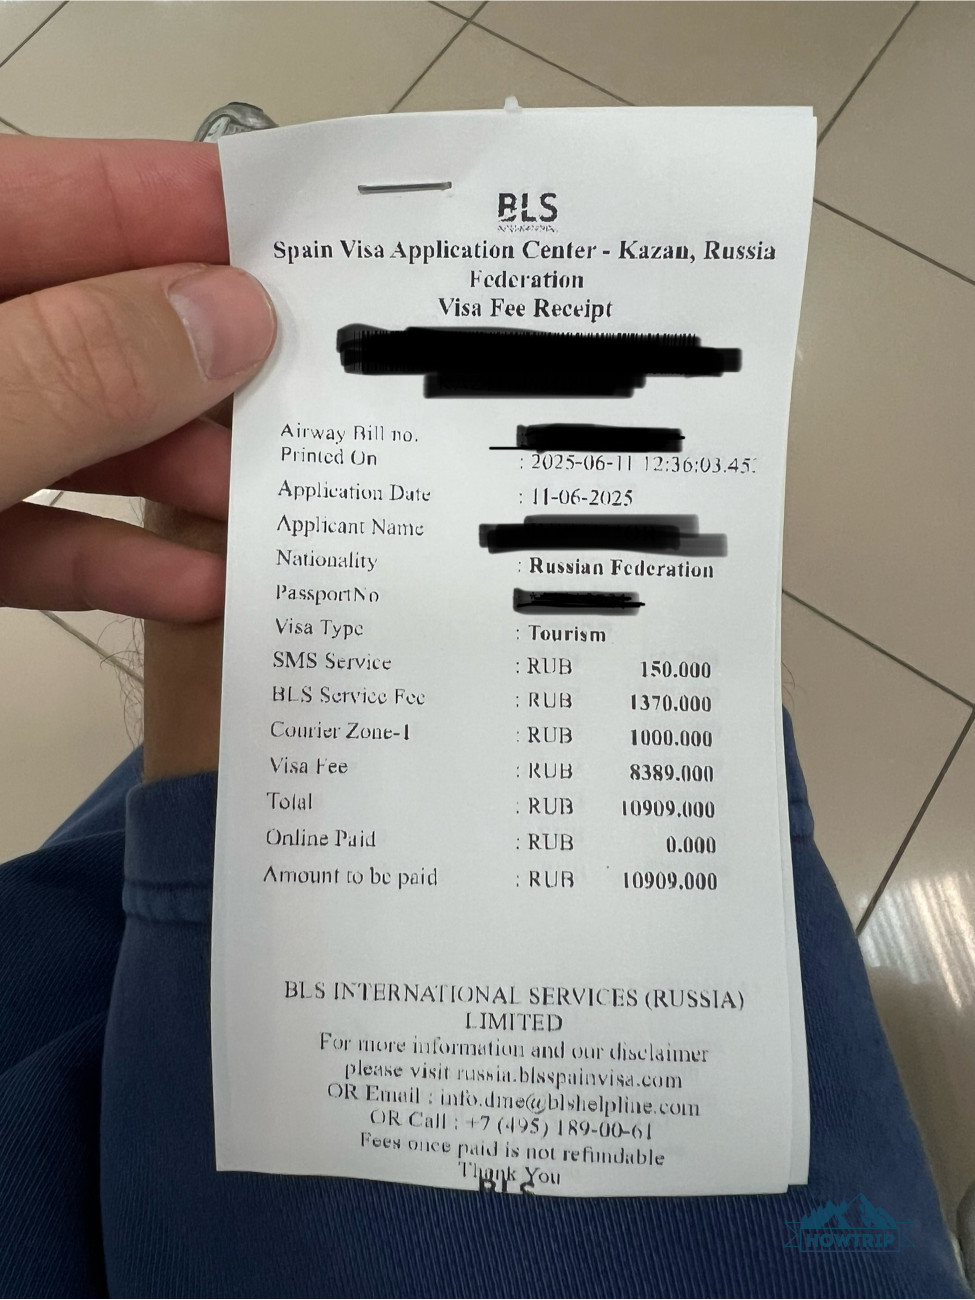 BLS
Spain Visa Application Center - Kazan, Russia
Federation
Visa Fee Receipt
Airway Bill no.
Printed On : 2025-06-11 12:36:03.45
Application Date : 11-06-2025
Applicant Name
Nationality : Russian Federation
PassportNo
Visa Type : Tourism
SMS Service : RUB 150.000
BLS Service Fee : RUB 1370.000
Courier Zone-1 : RUB 1000.000
Visa Fee : RUB 8389.000
Total : RUB 10909.000
Online Paid : RUB 0.000
Amount to be paid : RUB 10909.000
BLS INTERNATIONAL SERVICES (RUSSIA)
LIMITED
For more information and our disclaimer
please visit russia.blsspainvisa.com
OR Email : info.dme@blshelpline.com
OR Call : +7 (495) 189-00-61
Fees once paid is not refundable
Thank You
BLS
HOWTRIP